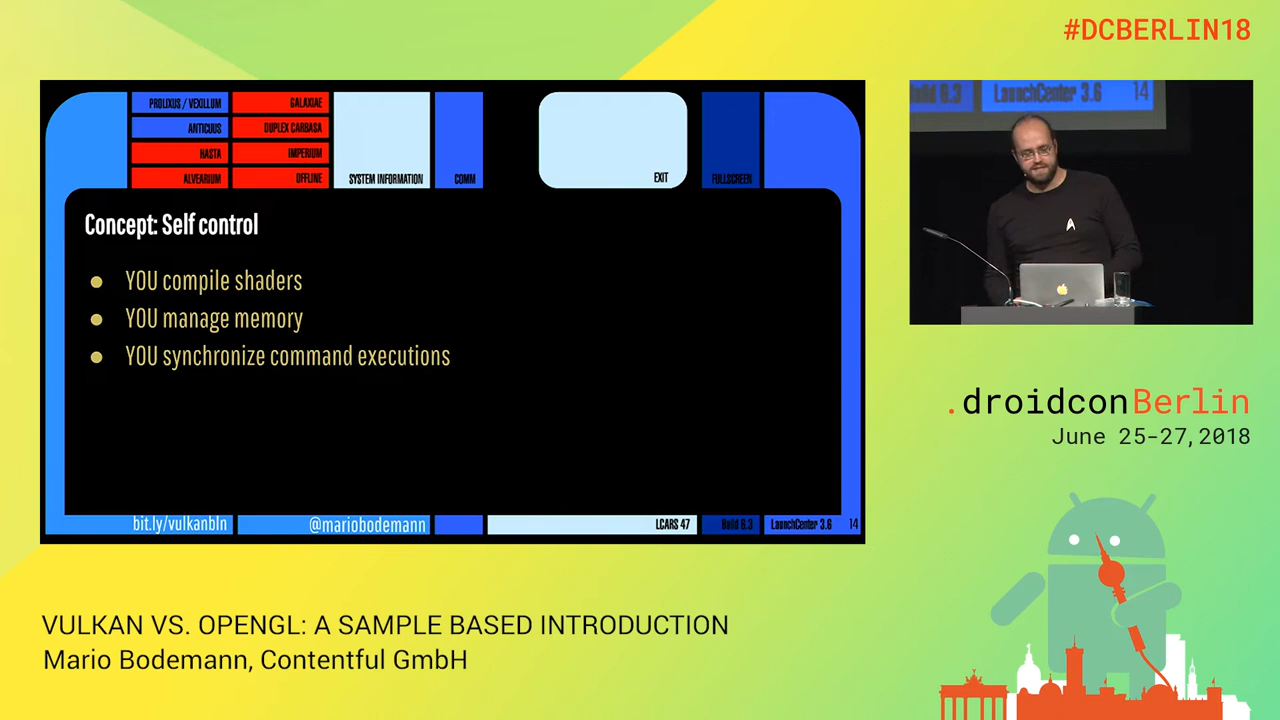 #DCBERLIN18
PROLIXUS / VEXILLUM
GALAXIAE
ANTICUUS
DUPLEX CARBASA
HASTA
IMPERIUM
ALVEARIUM
OFFLINE
SYSTEM INFORMATION
COMM
EXIT
FULLSCREEN
Concept: Self control
● YOU compile shaders
● YOU manage memory
● YOU synchronize command executions
bit.ly/vulkanbln
@mariobodemann
LCARS 47
Build 6.3
LaunchCenter 3.6
14
Build 6.3
LaunchCenter 3.6
14
.droidconBerlin
June 25-27, 2018
VULKAN VS. OPENGL: A SAMPLE BASED INTRODUCTION
Mario Bodemann, Contentful GmbH